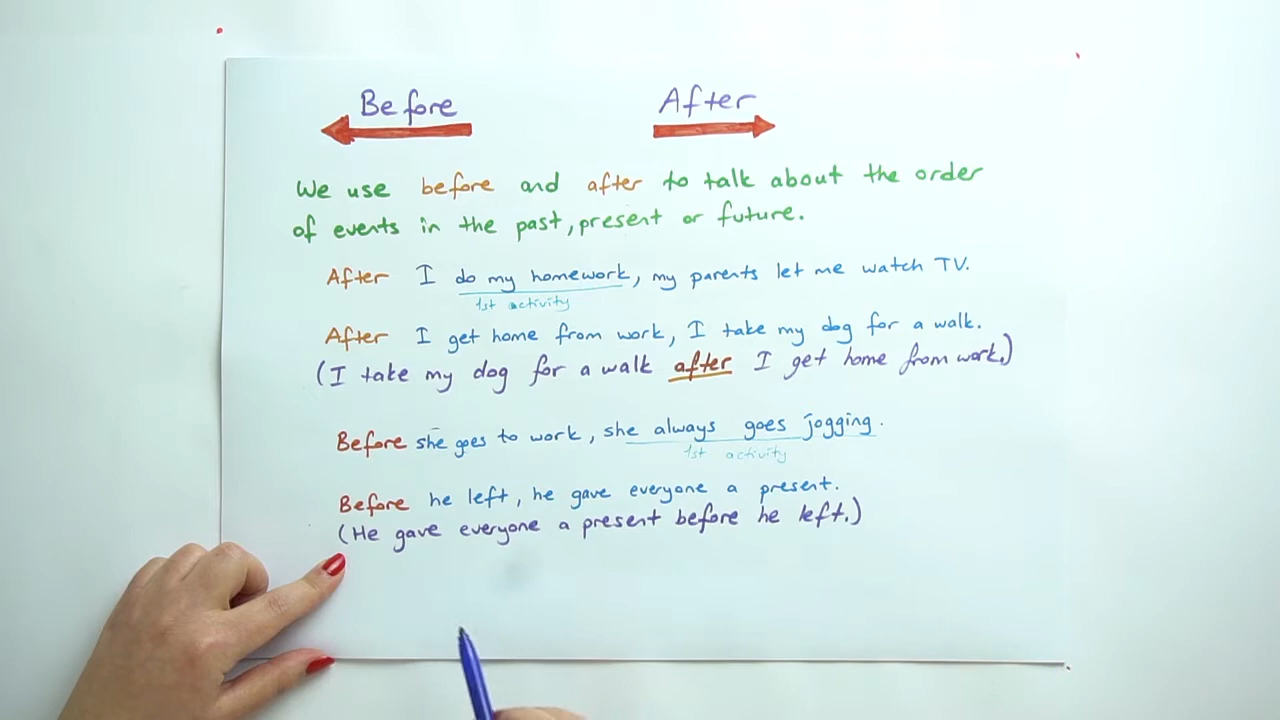 Before After
We use before and after to talk about the order
of events in the past, present or future.
After I do my homework, my parents let me watch TV.
1st activity
After I get home from work, I take my dog for a walk.
(I take my dog for a walk after I get home from work.)
Before she goes to work, she always goes jogging.
1st activity
Before he left, he gave everyone a present.
(He gave everyone a present before he left.)